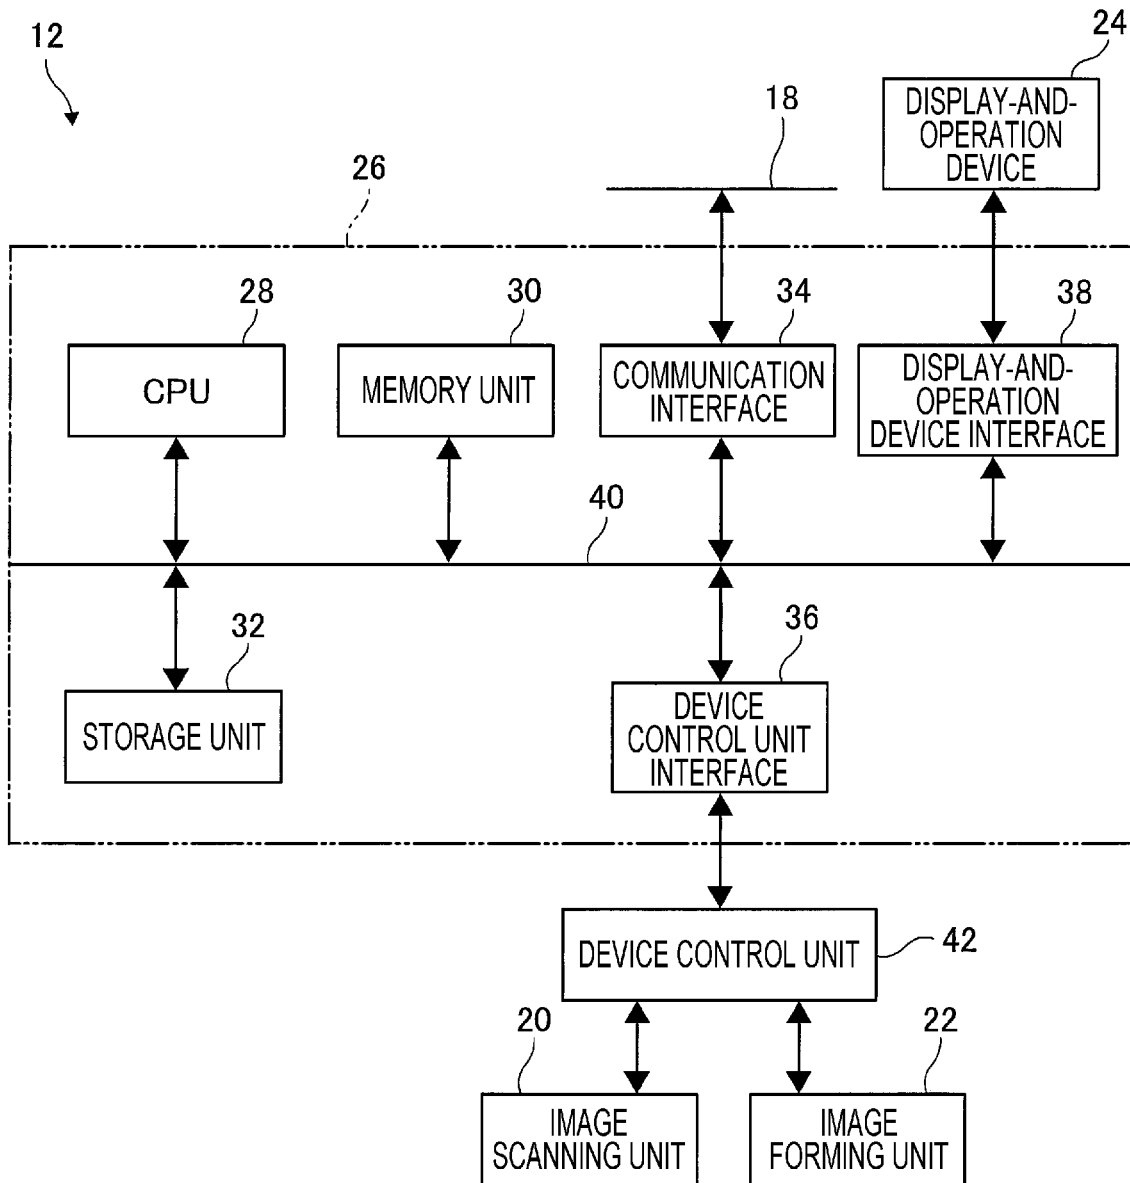 12
24
DISPLAY-AND-
OPERATION
DEVICE
18
26
28
30
34
38
CPU
MEMORY UNIT
COMMUNICATION
INTERFACE
DISPLAY-AND-
OPERATION
DEVICE INTERFACE
40
32
36
STORAGE UNIT
DEVICE
CONTROL UNIT
INTERFACE
DEVICE CONTROL UNIT
42
20
22
IMAGE
SCANNING UNIT
IMAGE
FORMING UNIT